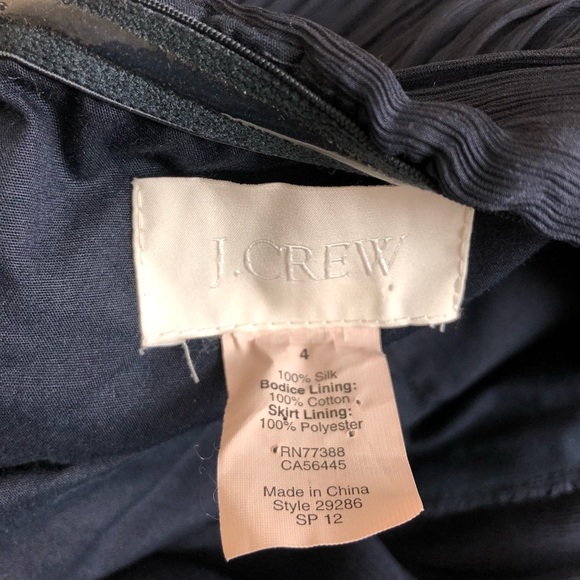 J.CREW
4
100% Silk
Bodice Lining:
100% Cotton
Skirt Lining:
100% Polyester
RN77388
CA56445
Made in China
Style 29286
SP 12